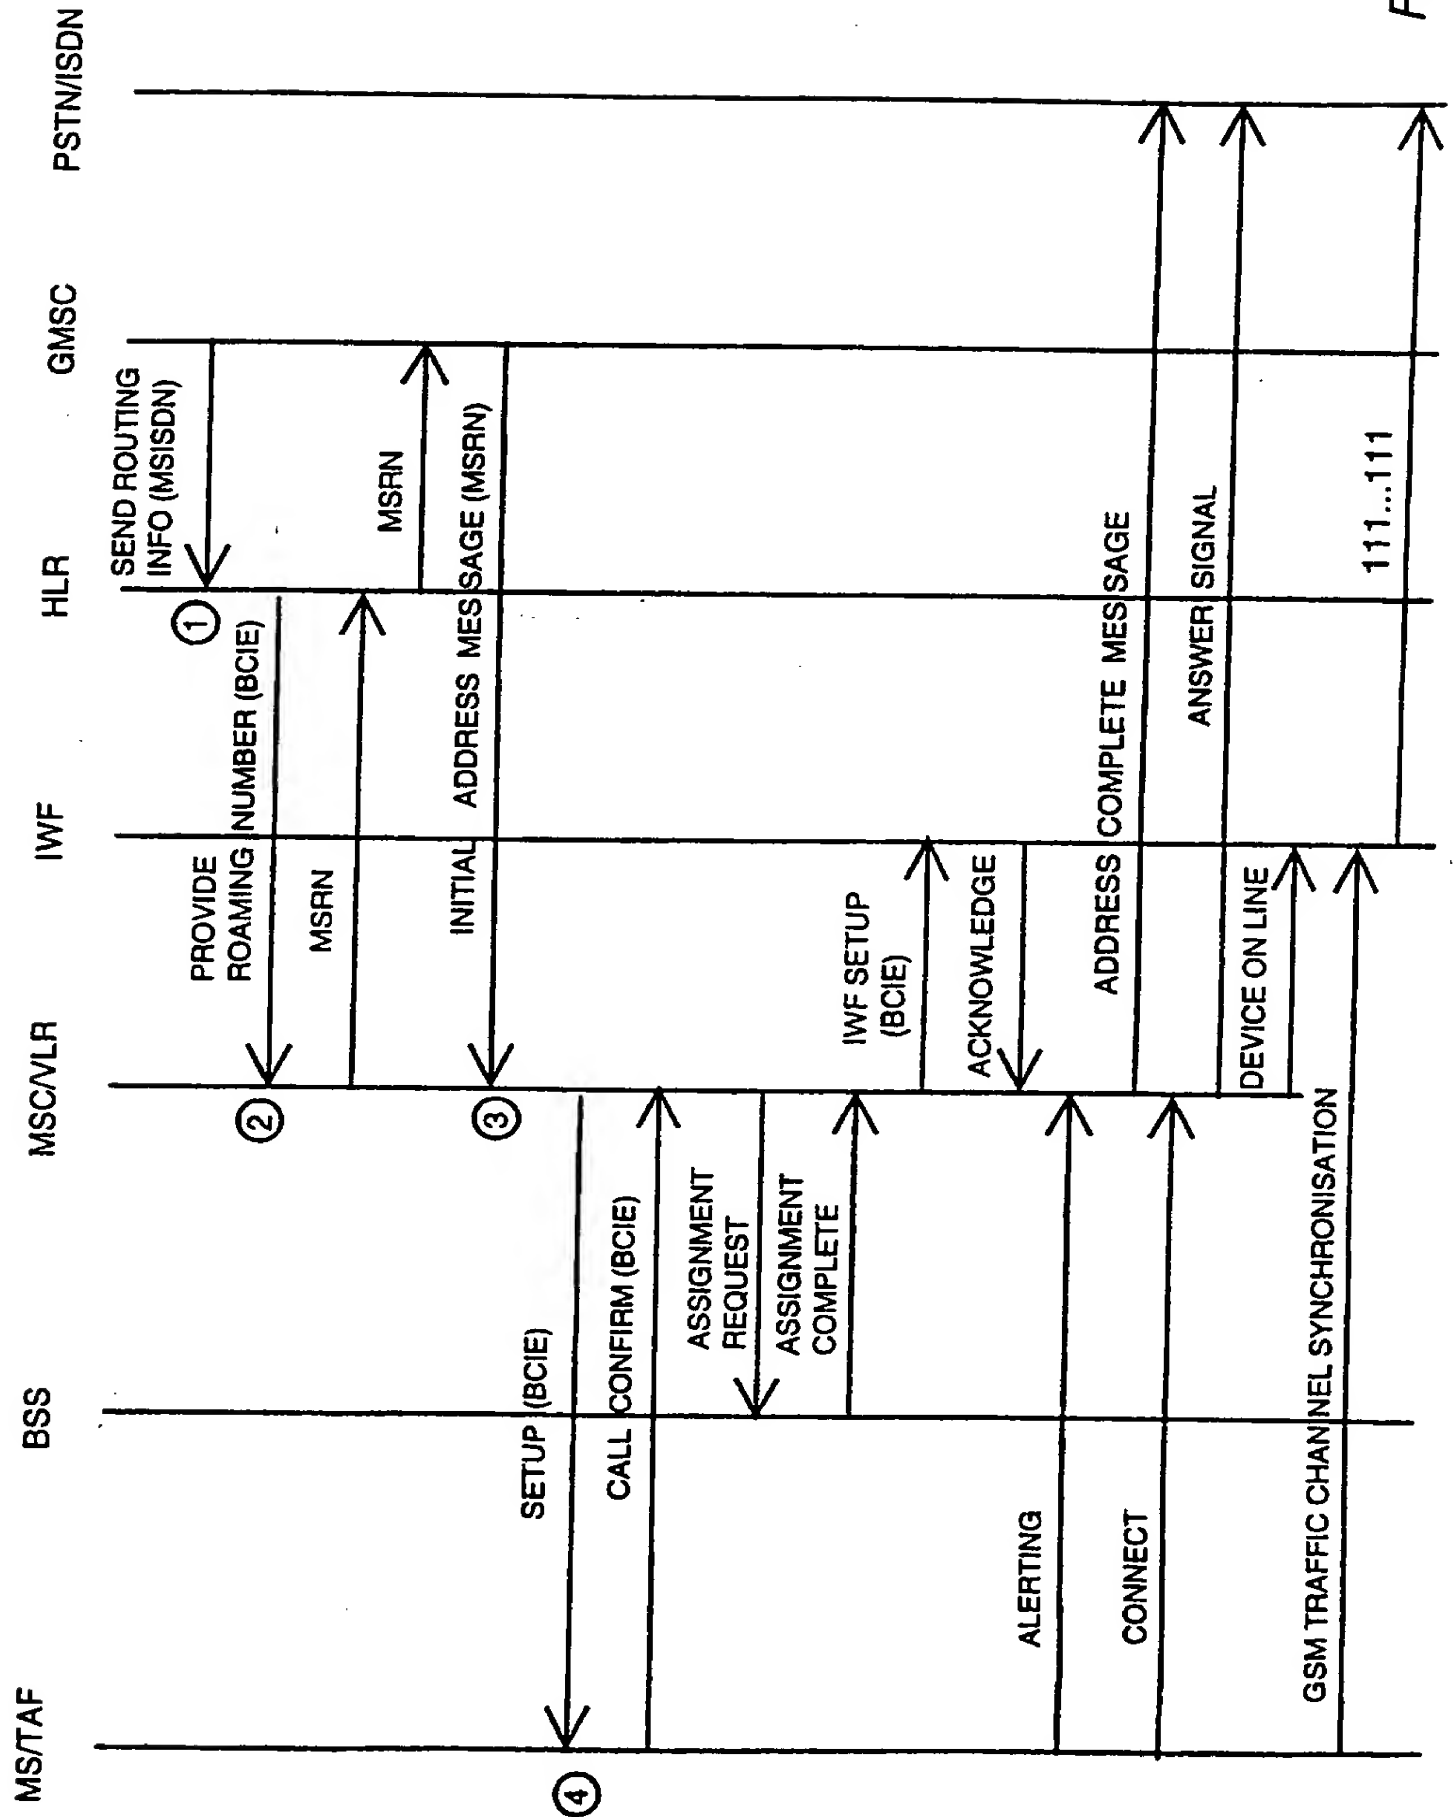 MS/TAF
BSS
MSC/VLR
IWF
HLR
GMSC
PSTN/ISDN
SEND ROUTING
INFO (MSISDN)
1
PROVIDE
ROAMING NUMBER (BCIE)
2
MSRN
MSRN
INITIAL ADDRESS MESSAGE (MSRN)
3
SETUP (BCIE)
4
CALL CONFIRM (BCIE)
ASSIGNMENT
REQUEST
ASSIGNMENT
COMPLETE
IWF SETUP
(BCIE)
ACKNOWLEDGE
ALERTING
ADDRESS COMPLETE MESSAGE
CONNECT
ANSWER SIGNAL
DEVICE ON LINE
GSM TRAFFIC CHANNEL SYNCHRONISATION
111...111